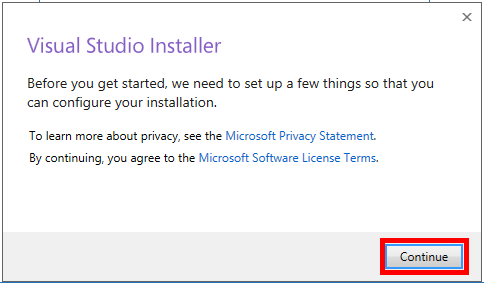 Visual Studio Installer
Before you get started, we need to set up a few things so that you
can configure your installation.
To learn more about privacy, see the Microsoft Privacy Statement.
By continuing, you agree to the Microsoft Software License Terms.
Continue